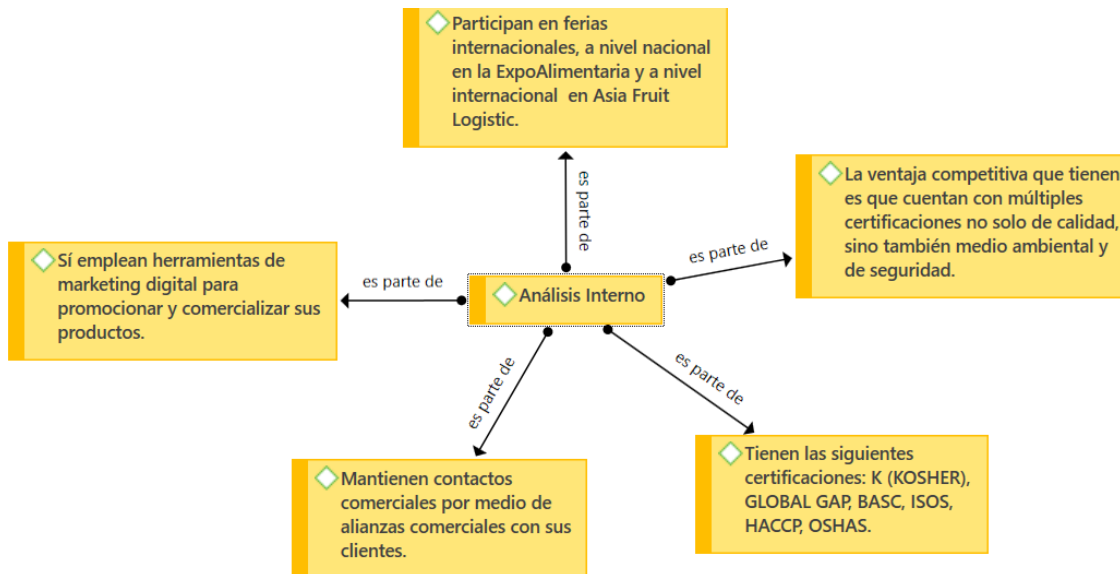 Participan en ferias
internacionales, a nivel nacional
en la ExpoAlimentaria y a nivel
internacional en Asia Fruit
Logistic.
es parte de
La ventaja competitiva que tienen
es que cuentan con múltiples
certificaciones no solo de calidad,
sino también medio ambiental y
de seguridad.
es parte de
Sí emplean herramientas de
marketing digital para
promocionar y comercializar sus
productos.
es parte de
Análisis Interno
es parte de
es parte de
Mantienen contactos
comerciales por medio de
alianzas comerciales con sus
clientes.
Tienen las siguientes
certificaciones: K (KOSHER),
GLOBAL GAP, BASC, ISOS,
HACCP, OSHAS.